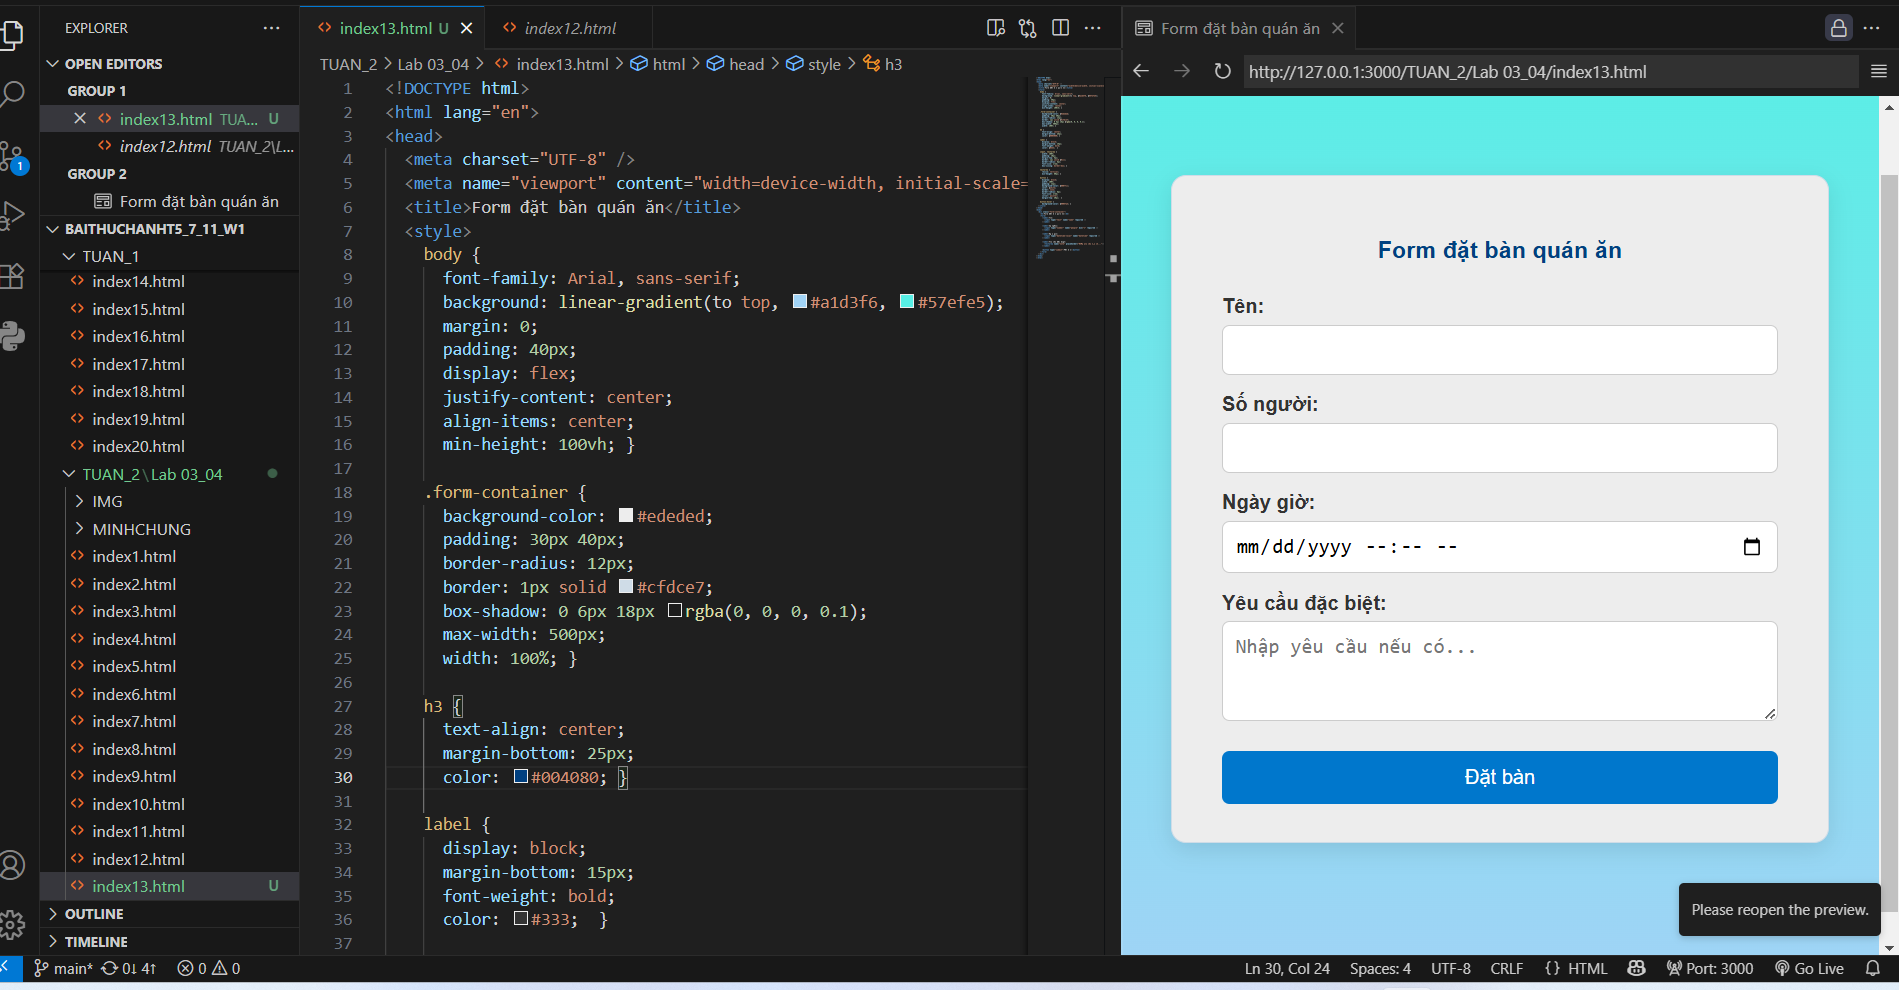 EXPLORER
OPEN EDITORS
GROUP 1
index13.html TUA... U
index12.html TUAN_2\L...
GROUP 2
Form đặt bàn quán ăn
BAITHUCHANHT5_7_11_W1
TUAN_1
index14.html
index15.html
index16.html
index17.html
index18.html
index19.html
index20.html
TUAN_2\Lab 03_04
IMG
MINHCHUNG
index1.html
index2.html
index3.html
index4.html
index5.html
index6.html
index7.html
index8.html
index9.html
index10.html
index11.html
index12.html
index13.html U
OUTLINE
TIMELINE
1
index13.html U
index12.html
TUAN_2 > Lab 03_04 > index13.html > html > head > style > h3
1 <!DOCTYPE html>
2 <html lang="en">
3 <head>
4 <meta charset="UTF-8" />
5 <meta name="viewport" content="width=device-width, initial-scale=
6 <title>Form đặt bàn quán ăn</title>
7 <style>
8 body {
9 font-family: Arial, sans-serif;
10 background: linear-gradient(to top, #a1d3f6, #57efe5);
11 margin: 0;
12 padding: 40px;
13 display: flex;
14 justify-content: center;
15 align-items: center;
16 min-height: 100vh; }
17
18 .form-container {
19 background-color: #ededed;
20 padding: 30px 40px;
21 border-radius: 12px;
22 border: 1px solid #cfdce7;
23 box-shadow: 0 6px 18px rgba(0, 0, 0, 0.1);
24 max-width: 500px;
25 width: 100%; }
26
27 h3 {
28 text-align: center;
29 margin-bottom: 25px;
30 color: #004080; }
31
32 label {
33 display: block;
34 margin-bottom: 15px;
35 font-weight: bold;
36 color: #333; }
37
Form đặt bàn quán ăn
http://127.0.0.1:3000/TUAN_2/Lab 03_04/index13.html
Form đặt bàn quán ăn
Tên:
Số người:
Ngày giờ:
mm/dd/yyyy --:-- --
Yêu cầu đặc biệt:
Nhập yêu cầu nếu có...
Đặt bàn
Please reopen the preview.
main* 0↓ 4↑ 0 0
Ln 30, Col 24 Spaces: 4 UTF-8 CRLF {} HTML Port: 3000 Go Live